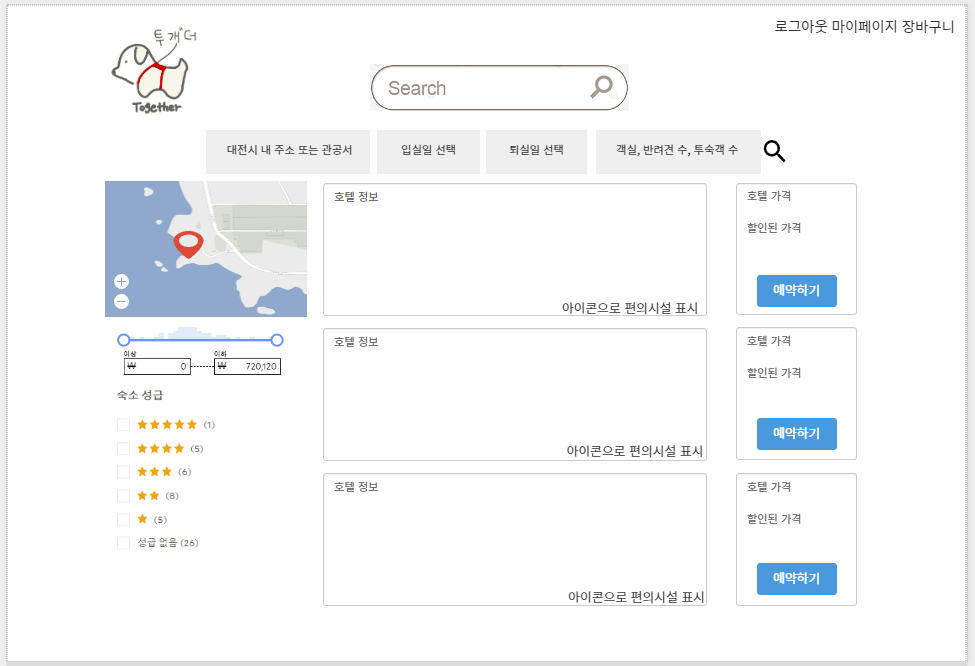 로그아웃 마이페이지 장바구니
투개더
Together
Search
대전시 내 주소 또는 관공서
입실일 선택
퇴실일 선택
객실, 반려견 수, 투숙객 수
호텔 정보
아이콘으로 편의시설 표시
호텔 가격
할인된 가격
예약하기
이상
이하
₩ 0
₩ 720,120
숙소 성급
(1)
(5)
(6)
(8)
(5)
성급 없음 (26)
호텔 정보
아이콘으로 편의시설 표시
호텔 가격
할인된 가격
예약하기
호텔 정보
아이콘으로 편의시설 표시
호텔 가격
할인된 가격
예약하기